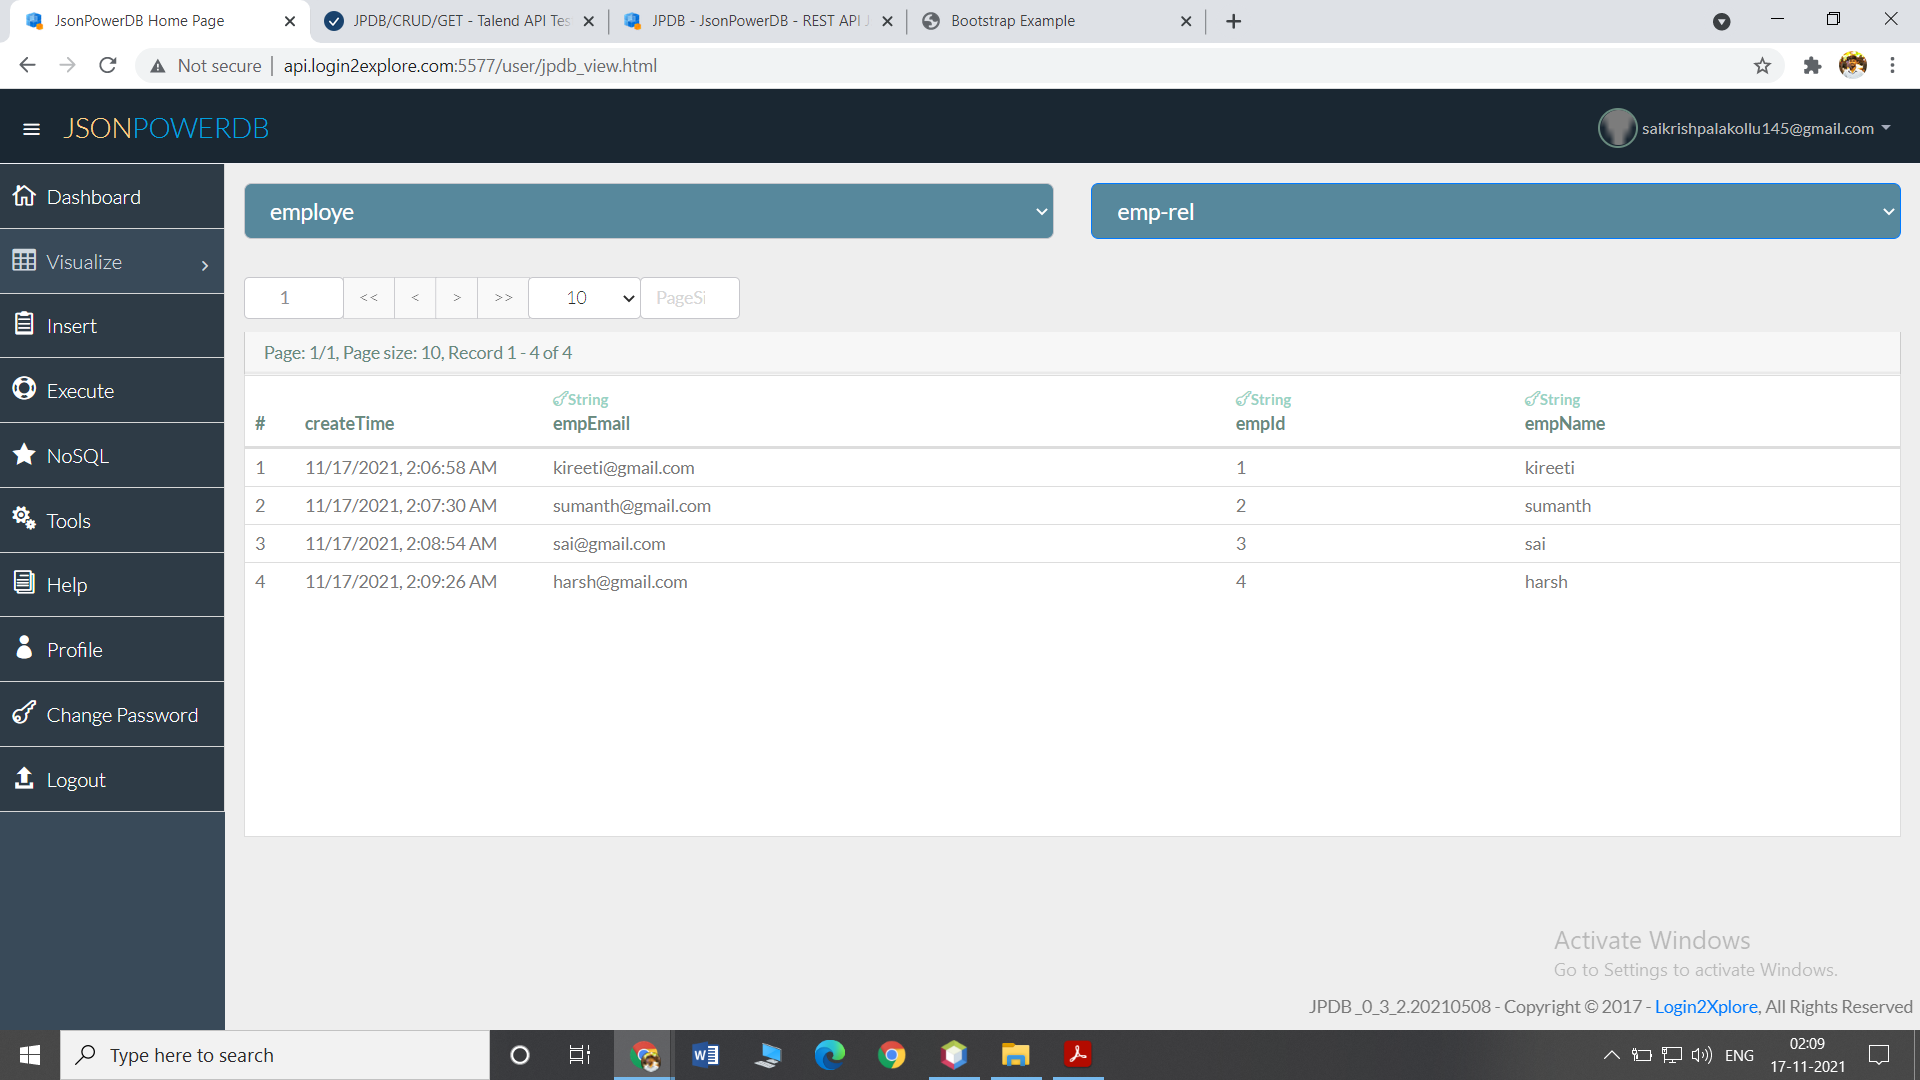 JsonPowerDB Home Page
JPDB/CRUD/GET - Talend API Tes
JPDB - JsonPowerDB - REST API J
Bootstrap Example
Not secure
api.login2explore.com:5577/user/jpdb_view.html
JSONPOWERDB
saikrishpalakollu145@gmail.com
Dashboard
Visualize
Insert
Execute
NoSQL
Tools
Help
Profile
Change Password
Logout
employe
emp-rel
1 << < > >> 10 PageSi
Page: 1/1, Page size: 10, Record 1 - 4 of 4
String String String
# createTime empEmail empId empName
1 11/17/2021, 2:06:58 AM kireeti@gmail.com 1 kireeti
2 11/17/2021, 2:07:30 AM sumanth@gmail.com 2 sumanth
3 11/17/2021, 2:08:54 AM sai@gmail.com 3 sai
4 11/17/2021, 2:09:26 AM harsh@gmail.com 4 harsh
Activate Windows
Go to Settings to activate Windows.
JPDB_0_3_2.20210508 - Copyright © 2017 - Login2Xplore, All Rights Reserved
Type here to search
ENG
02:09
17-11-2021